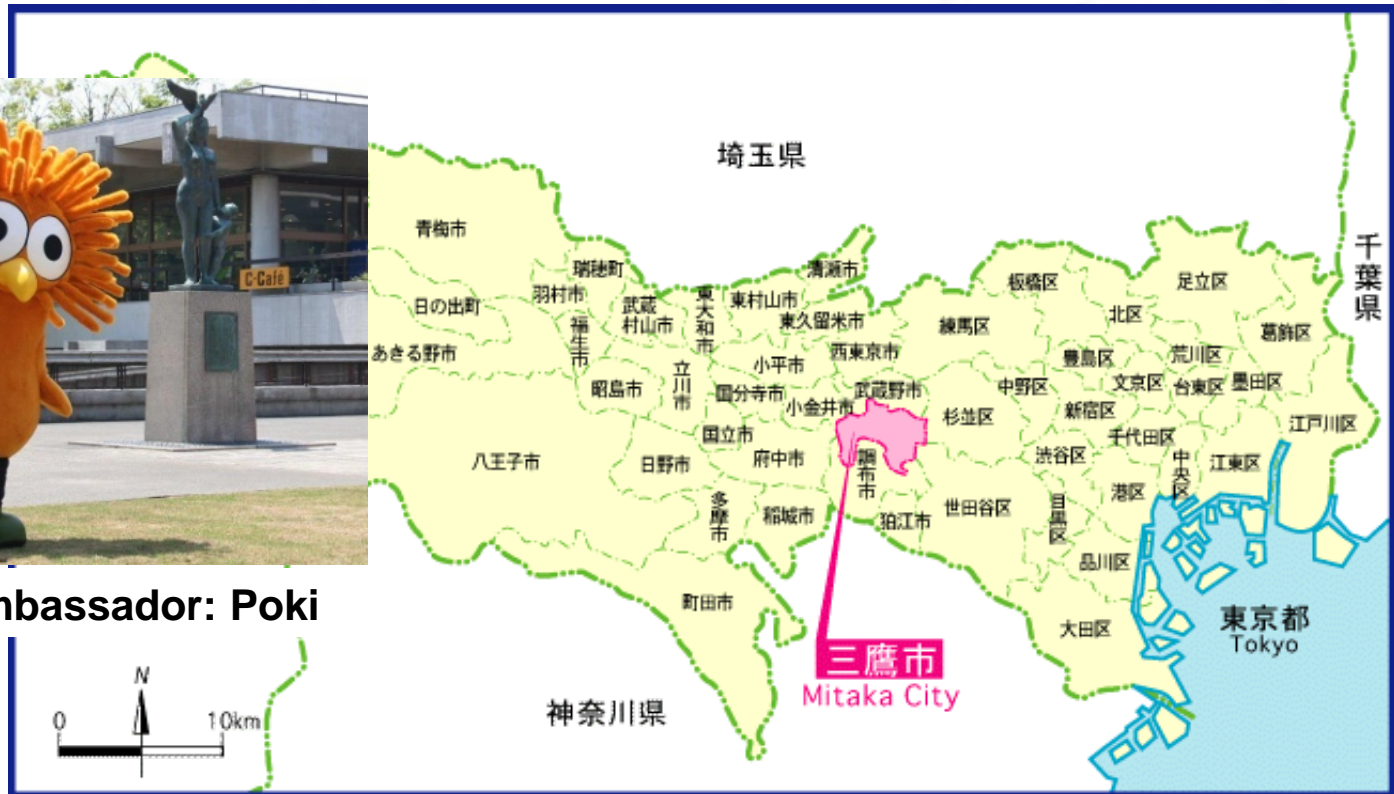 埼玉県
千葉県
青梅市
瑞穂町
清瀬市
板橋区
足立区
羽村市
日の出町
武蔵
村山市
東大和市
東村山市
東久留米市
練馬区
北区
葛飾区
福生市
あきる野市
小平市
西東京市
豊島区
荒川区
昭島市
立川市
国分寺市
小金井市
武蔵野市
中野区
文京区
台東区
墨田区
杉並区
新宿区
江戸川区
国立市
千代田区
八王子市
日野市
府中市
調布市
渋谷区
中央区
江東区
多摩市
稲城市
狛江市
世田谷区
目黒区
港区
品川区
町田市
大田区
C-Café
mbassador: Poki
東京都
Tokyo
三鷹市
Mitaka City
神奈川県
N
0
10km